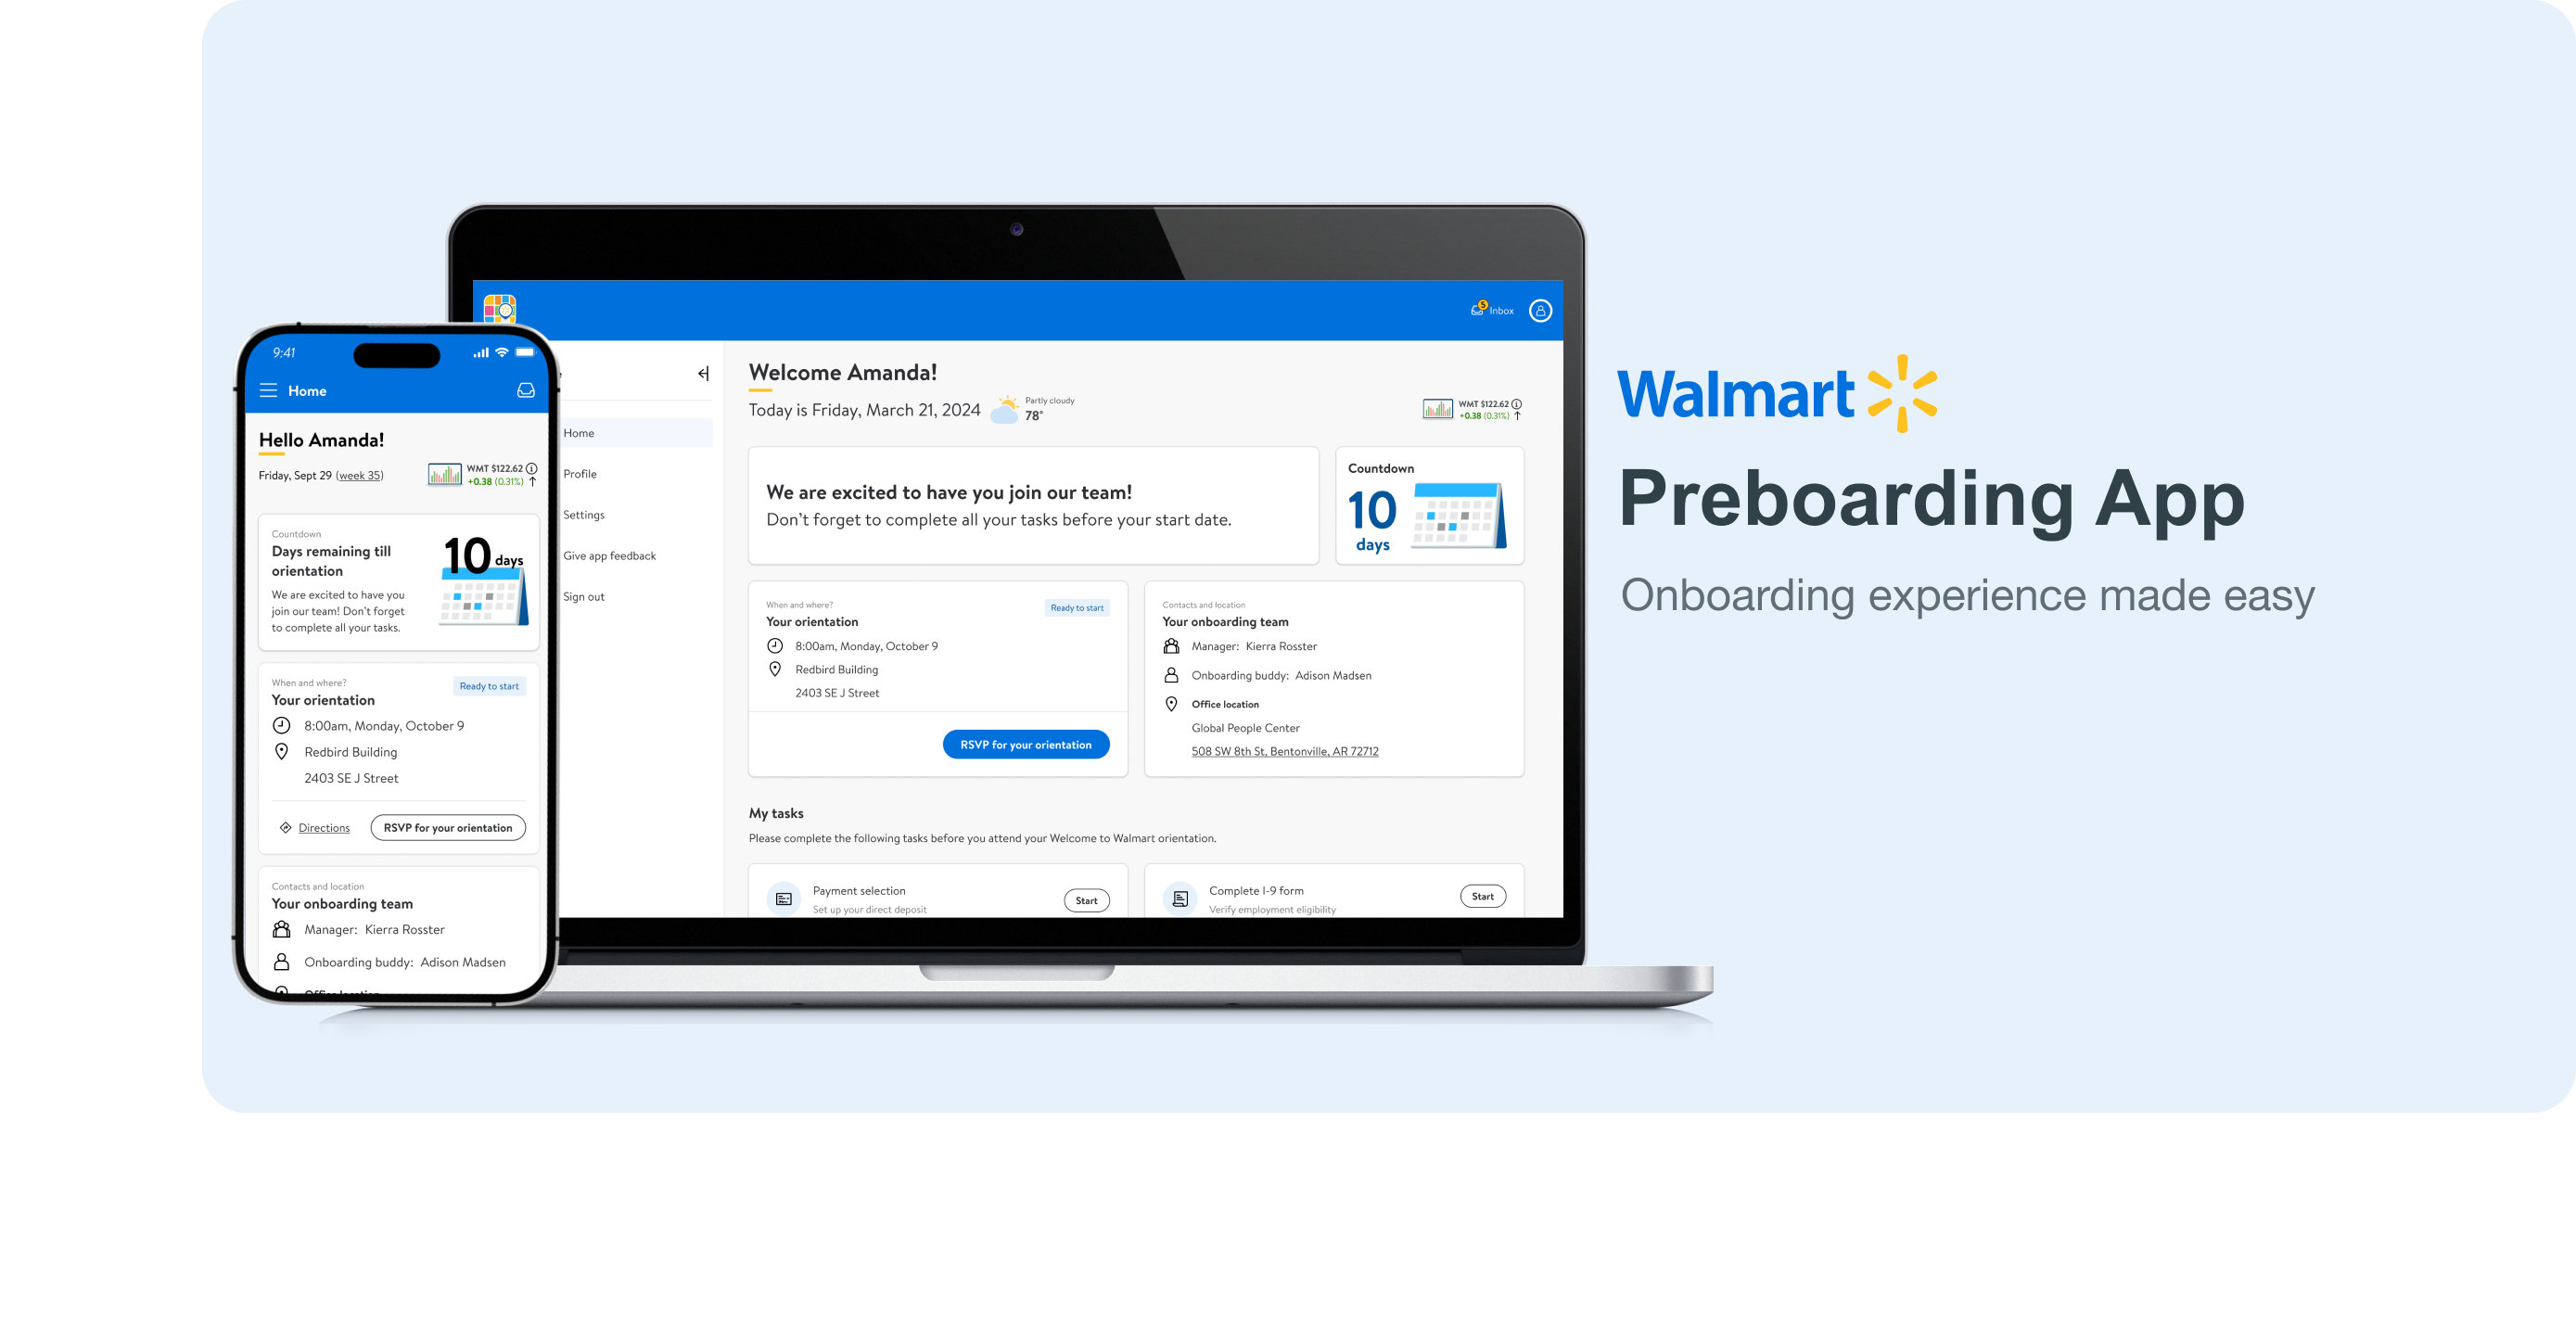 9:41
Home
Hello Amanda!
Friday, Sept 29 (week 35)
WMT $122.62
+0.38 (0.31%)
Countdown
Days remaining till
orientation
We are excited to have you
join our team! Don't forget
to complete all your tasks.
10 days
When and where?
Ready to start
Your orientation
8:00am, Monday, October 9
Redbird Building
2403 SE J Street
Directions
RSVP for your orientation
Contacts and location
Your onboarding team
Manager: Kierra Rosster
Onboarding buddy: Adison Madsen
Office location
5
Inbox
Home
Profile
Settings
Give app feedback
Sign out
Welcome Amanda!
Today is Friday, March 21, 2024
Partly cloudy
78°
WMT $122.62
+0.38 (0.31%)
We are excited to have you join our team!
Don't forget to complete all your tasks before your start date.
Countdown
10
days
When and where?
Ready to start
Your orientation
8:00am, Monday, October 9
Redbird Building
2403 SE J Street
RSVP for your orientation
Contacts and location
Your onboarding team
Manager: Kierra Rosster
Onboarding buddy: Adison Madsen
Office location
Global People Center
508 SW 8th St, Bentonville, AR 72712
My tasks
Please complete the following tasks before you attend your Welcome to Walmart orientation.
Payment selection
Set up your direct deposit
Start
Complete I-9 form
Verify employment eligibility
Start
Walmart
Preboarding App
Onboarding experience made easy